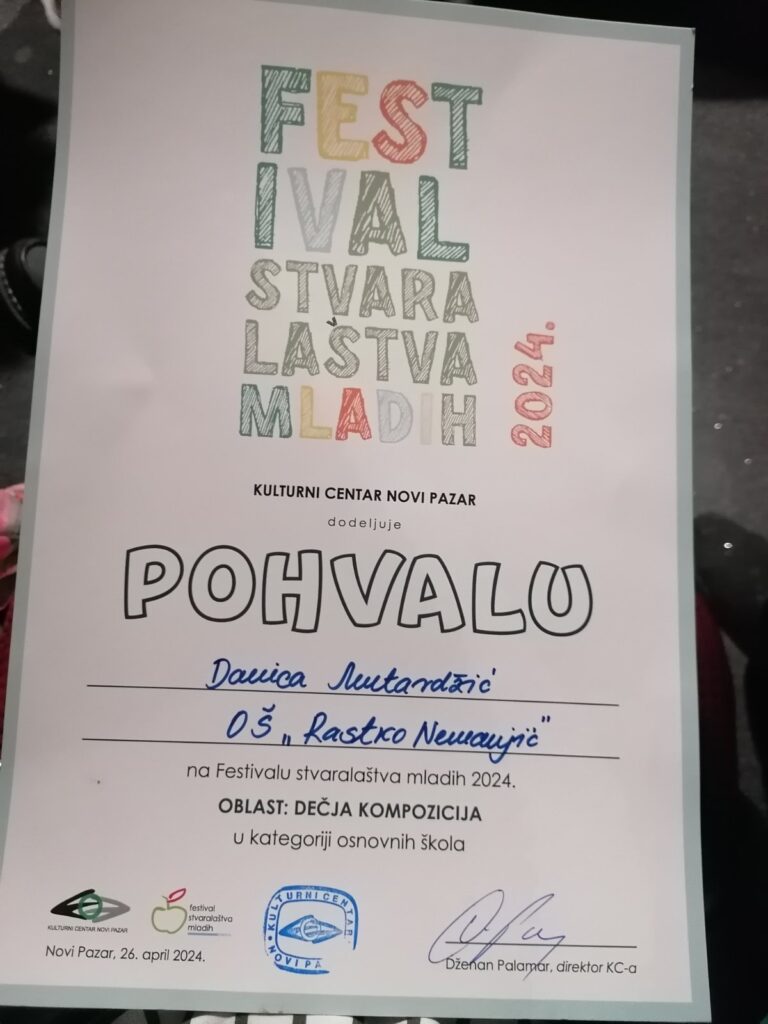 FEST
IVAL
STVARA
LAŠTVA
MLADIH
2024.
KULTURNI CENTAR NOVI PAZAR
dodeljuje
POHVALU
Danica Mutardžić
OŠ „Rastko Nemanjić"
na Festivalu stvaralaštva mladih 2024.
OBLAST: DEČJA KOMPOZICIJA
u kategoriji osnovnih škola
KULTURNI CENTAR NOVI PAZAR
festival
stvaralaštva
mladih
KULTURNI CENTAR
NOVI PA
Novi Pazar, 26. april 2024.
Dženan Palamar, direktor KC-a